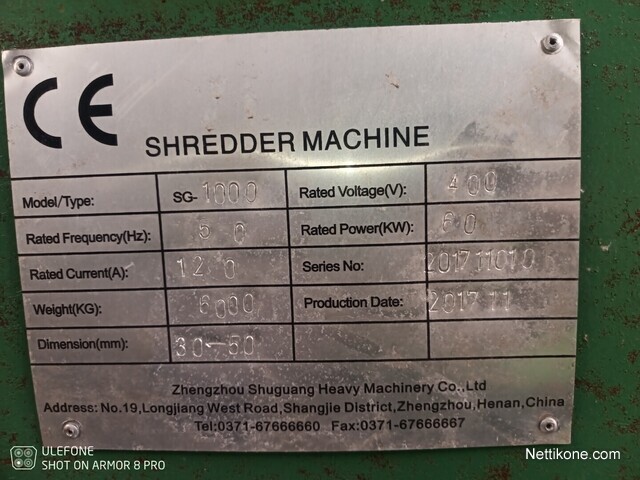 CE
SHREDDER MACHINE
Model/Type: SG-1000 Rated Voltage(V): 400
Rated Frequency(Hz): 50 Rated Power(KW): 60
Rated Current(A): 120 Series No: 201711010
Weight(KG): 6000 Production Date: 2017.11
Dimension(mm): 30-50
Zhengzhou Shuguang Heavy Machinery Co.,Ltd
Address: No.19,Longjiang West Road,Shangjie District,Zhengzhou,Henan,China
Tel:0371-67666660 Fax:0371-67666667
ULEFONE
SHOT ON ARMOR 8 PRO
Nettikone.com